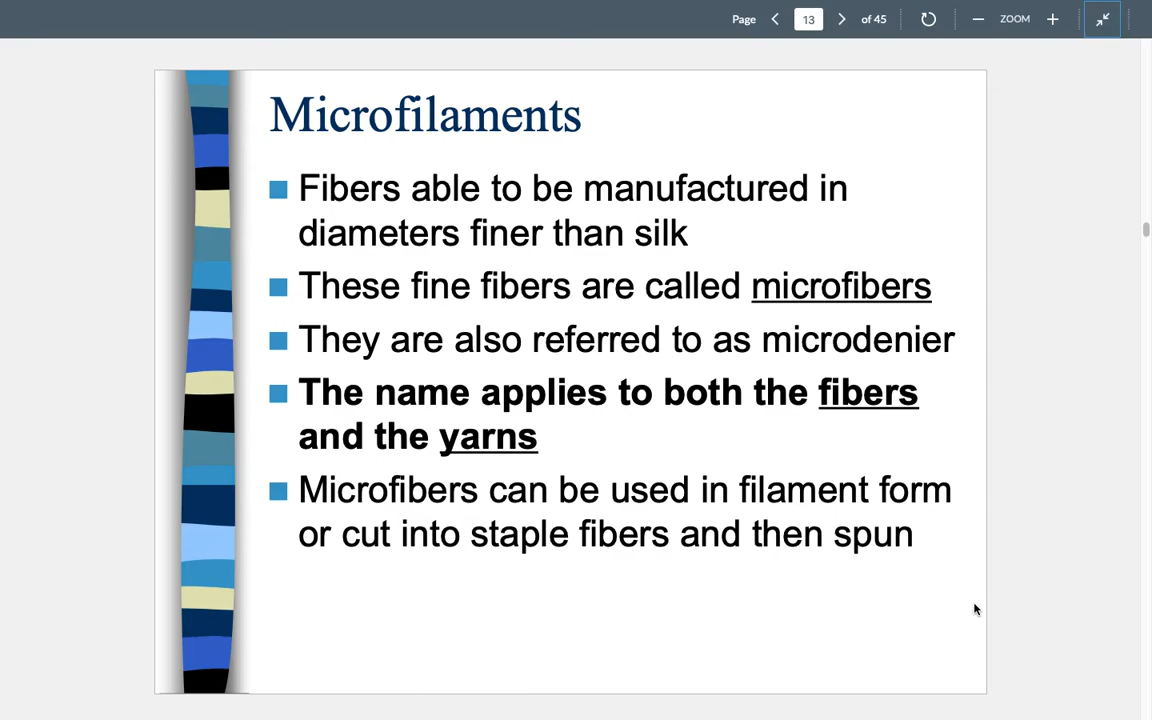 Page 13 of 45 ZOOM
Microfilaments
Fibers able to be manufactured in
diameters finer than silk
These fine fibers are called microfibers
They are also referred to as microdenier
The name applies to both the fibers
and the yarns
Microfibers can be used in filament form
or cut into staple fibers and then spun